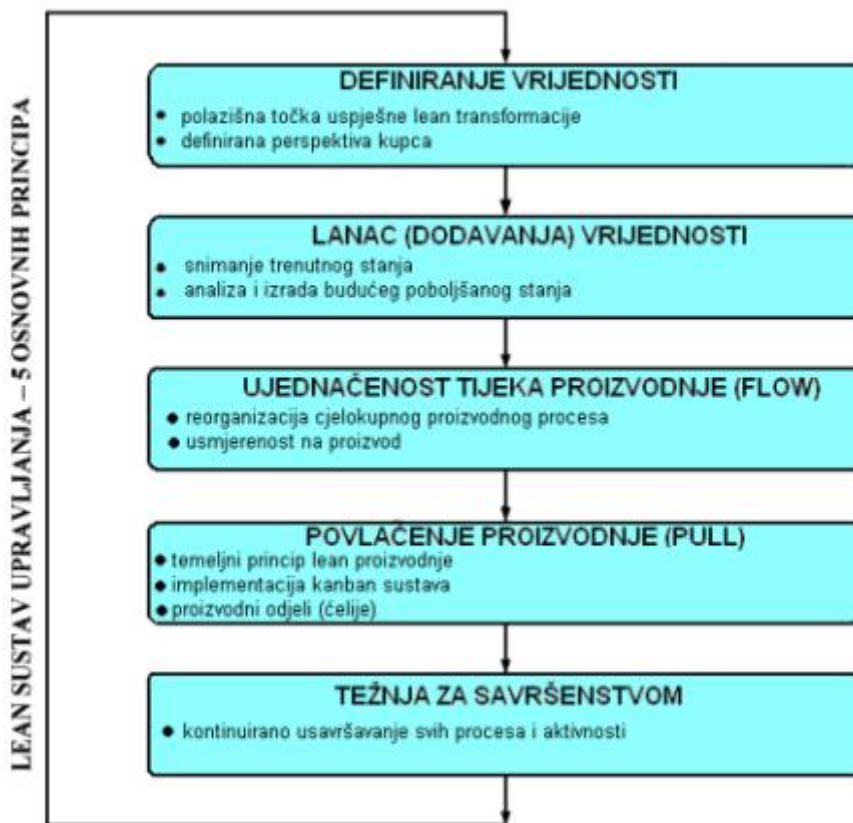 LEAN SUSTAV UPRAVLJANJA – 5 OSNOVNIH PRINCIPA
DEFINIRANJE VRIJEDNOSTI
• polazišna točka uspješne lean transformacije
• definirana perspektiva kupca
LANAC (DODAVANJA) VRIJEDNOSTI
• snimanje trenutnog stanja
• analiza i izrada budućeg poboljšanog stanja
UJEDNAČENOST TIJEKA PROIZVODNJE (FLOW)
• reorganizacija cjelokupnog proizvodnog procesa
• usmjerenost na proizvod
POVLAČENJE PROIZVODNJE (PULL)
• temeljni princip lean proizvodnje
• implementacija kanban sustava
• proizvodni odjeli (ćelije)
TEŽNJA ZA SAVRŠENSTVOM
• kontinuirano usavršavanje svih procesa i aktivnosti